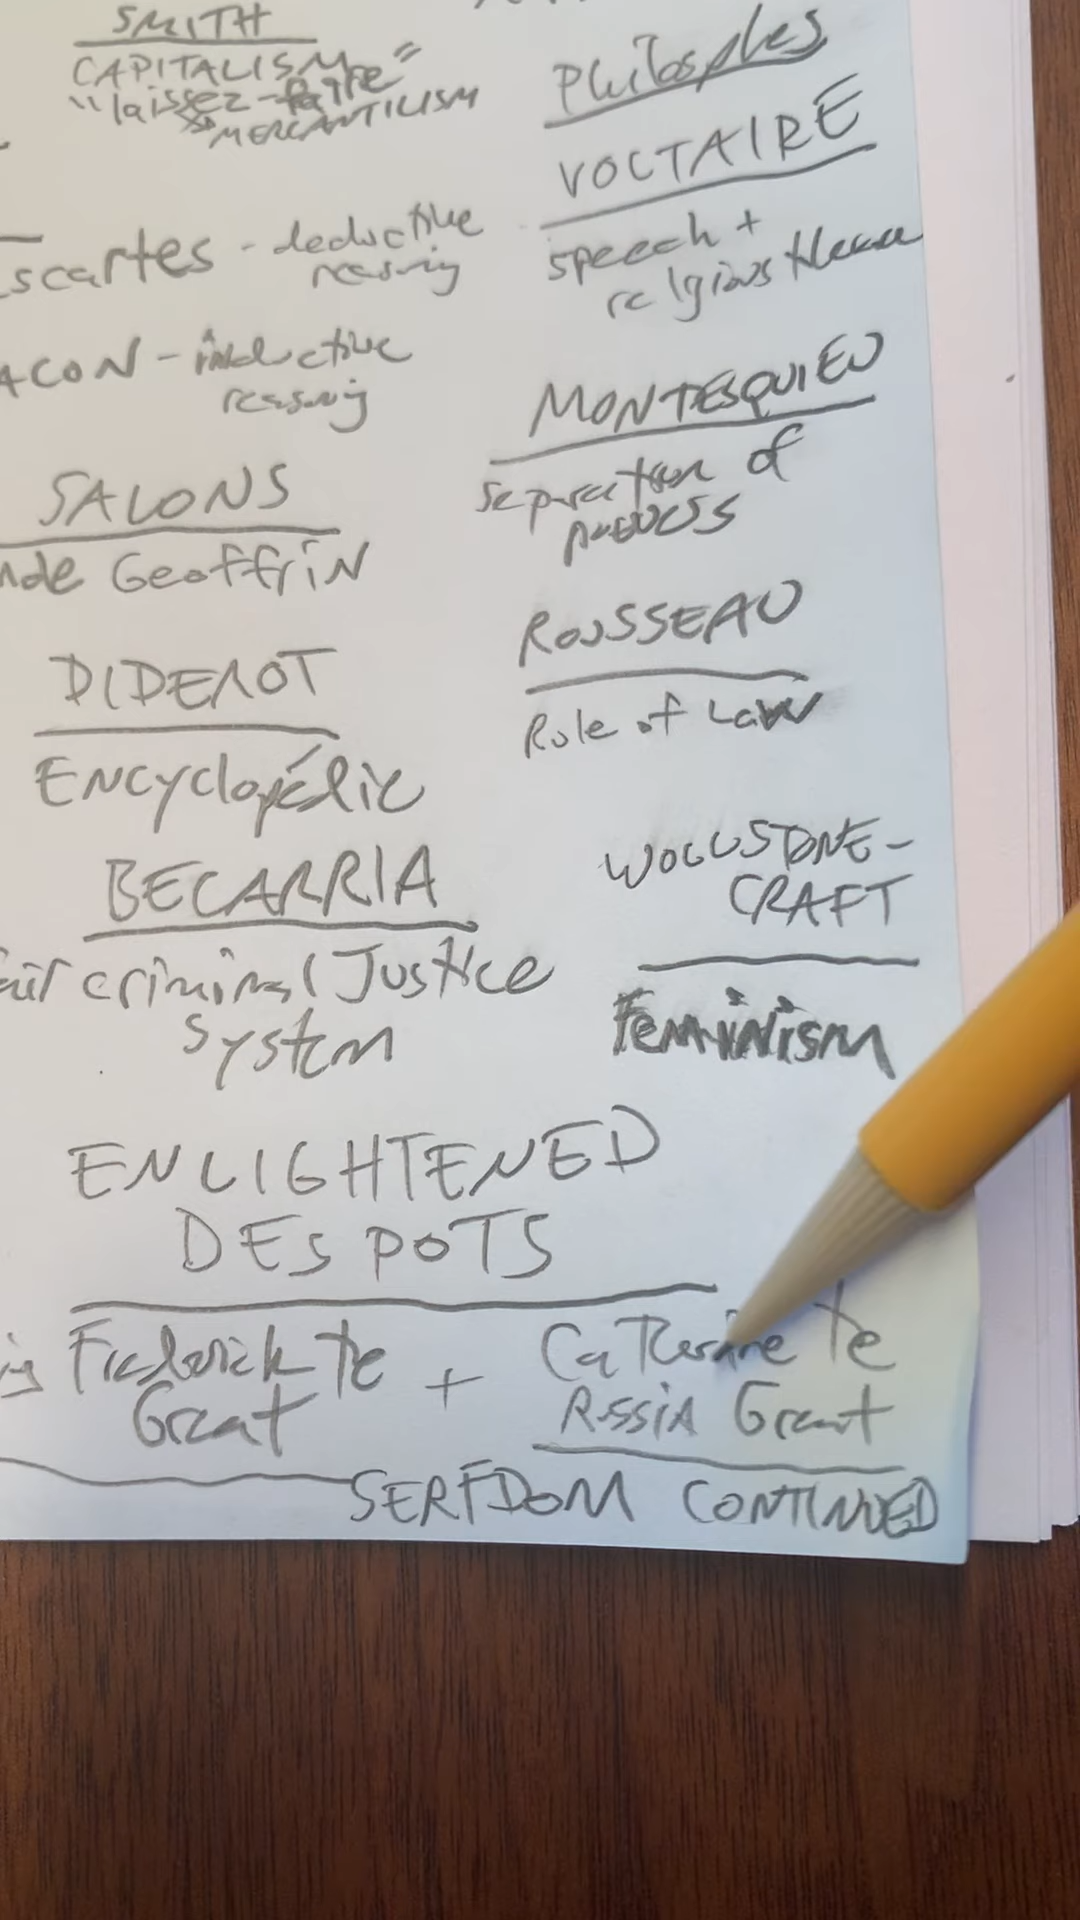 SMITH
CAPITALISM
"laissez-faire"
MERCANTILISM
scartes - deductive
reasoning
ACON - inductive
reasoning
SALONS
Geoffrin
DIDEROT
ENcyclopédie
BECARRIA
criminal Justice
System
Philosophes
VOLTAIRE
speech +
religious
MONTESQUIEU
separation of
powers
ROUSSEAU
Rule of Law
WOLLSTONE-
CRAFT
Feminism
ENLIGHTENED
DESPOTS
Frederick the + Catherine the
Great RussiA Great
SERFDOM CONTINUED